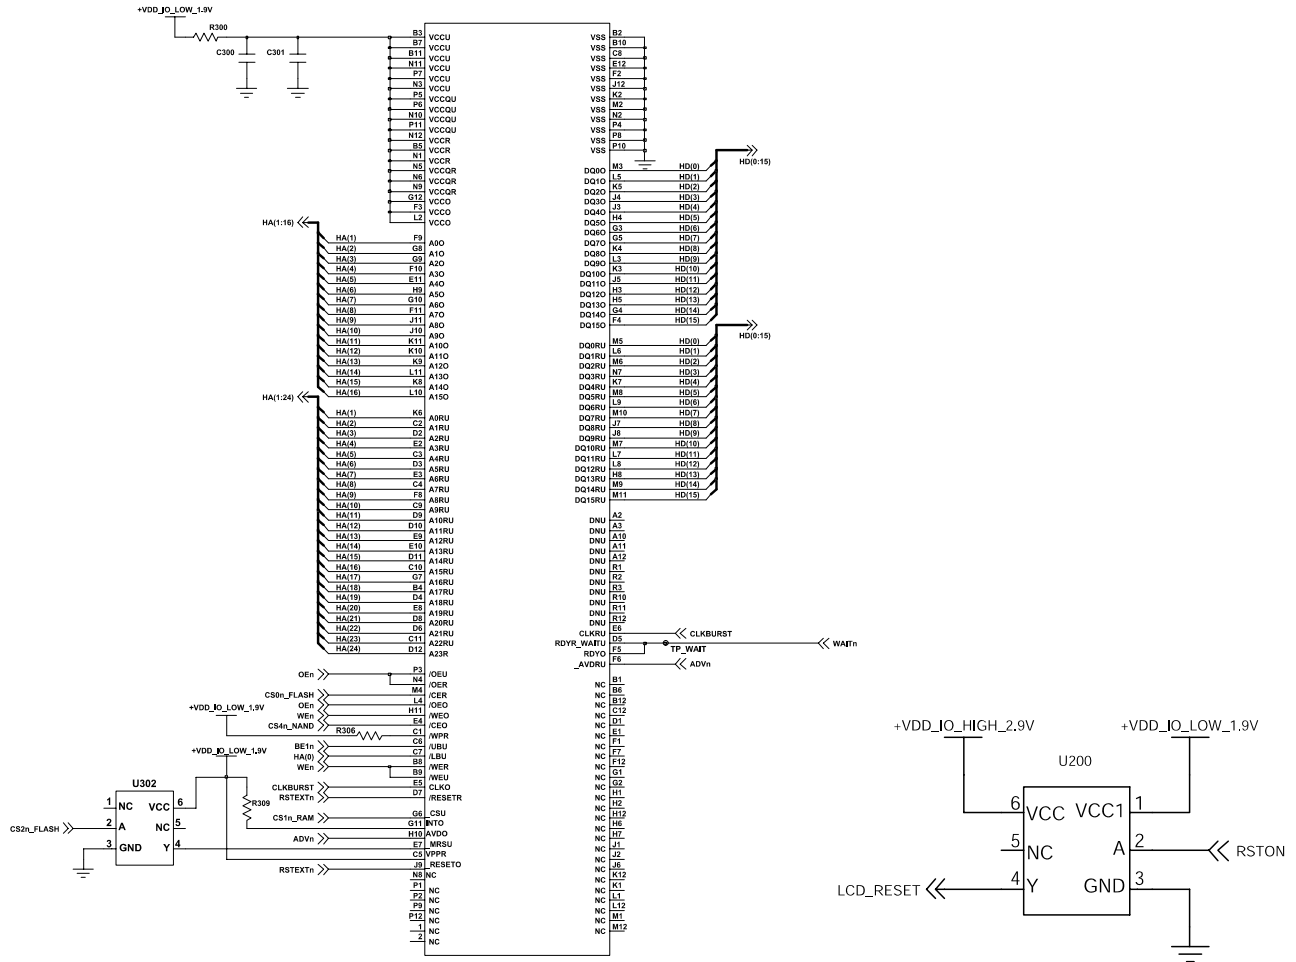 +VDD_IO_LOW_1.9V
R300
C300
C301
B3 VCCU
B7 VCCU
B11 VCCU
N11 VCCU
P7 VCCU
N3 VCCU
P5 VCCQU
P6 VCCQU
N10 VCCQU
P11 VCCQU
N12 VCCR
B5 VCCR
N1 VCCR
N5 VCCQR
N6 VCCQR
N9 VCCQR
G12 VCCO
F3 VCCO
L2 VCCO
HA(1:16)
HA(1) F9 A0O
HA(2) G8 A1O
HA(3) G9 A2O
HA(4) F10 A3O
HA(5) E11 A4O
HA(6) H9 A5O
HA(7) G10 A6O
HA(8) F11 A7O
HA(9) J11 A8O
HA(10) J10 A9O
HA(11) K11 A10O
HA(12) K10 A11O
HA(13) K9 A12O
HA(14) L11 A13O
HA(15) K8 A14O
HA(16) L10 A15O
HA(1:24)
HA(1) K6 A0RU
HA(2) C2 A1RU
HA(3) D2 A2RU
HA(4) E2 A3RU
HA(5) C3 A4RU
HA(6) D3 A5RU
HA(7) E3 A6RU
HA(8) C4 A7RU
HA(9) F8 A8RU
HA(10) C9 A9RU
HA(11) D9 A10RU
HA(12) D10 A11RU
HA(13) E9 A12RU
HA(14) E10 A13RU
HA(15) D11 A14RU
HA(16) C10 A15RU
HA(17) G7 A16RU
HA(18) B4 A17RU
HA(19) D4 A18RU
HA(20) E8 A19RU
HA(21) D8 A20RU
HA(22) D6 A21RU
HA(23) C11 A22RU
HA(24) D12 A23R
OEn P3 /OEU
N4 /OER
CS0n_FLASH M4 /CER
OEn L4 /OEO
WEn H11 /WEO
CS4n_NAND E4 /CEO
+VDD_IO_LOW_1.9V
R306 C1 /WPR
BE1n C6 /UBU
HA(0) C7 /LBU
WEn B8 /WER
B9 /WEU
+VDD_IO_LOW_1.9V
CLKBURST E5 CLKO
RSTEXTn D7 /RESETR
R309
CS1n_RAM G6 _CSU
G11 INTO
ADVn H10 AVDO
E7 _MRSU
C5 VPPR
RSTEXTn J9 _RESETO
N8 NC
P1 NC
P2 NC
P9 NC
P12 NC
1 NC
2 NC
U302
1 NC VCC 6
CS2n_FLASH 2 A NC 5
3 GND Y 4
VSS B2
VSS B10
VSS C8
VSS E12
VSS F2
VSS J12
VSS K2
VSS M2
VSS N2
VSS P4
VSS P8
VSS P10
HD(0:15)
DQ0O M3 HD(0)
DQ1O L5 HD(1)
DQ2O K5 HD(2)
DQ3O J4 HD(3)
DQ4O J3 HD(4)
DQ5O H4 HD(5)
DQ6O G3 HD(6)
DQ7O G5 HD(7)
DQ8O K4 HD(8)
DQ9O L3 HD(9)
DQ10O K3 HD(10)
DQ11O J5 HD(11)
DQ12O H3 HD(12)
DQ13O H5 HD(13)
DQ14O G4 HD(14)
DQ15O F4 HD(15)
HD(0:15)
DQ0RU M5 HD(0)
DQ1RU L6 HD(1)
DQ2RU M6 HD(2)
DQ3RU N7 HD(3)
DQ4RU K7 HD(4)
DQ5RU M8 HD(5)
DQ6RU L9 HD(6)
DQ7RU M10 HD(7)
DQ8RU J7 HD(8)
DQ9RU J8 HD(9)
DQ10RU M7 HD(10)
DQ11RU L7 HD(11)
DQ12RU L8 HD(12)
DQ13RU H8 HD(13)
DQ14RU M9 HD(14)
DQ15RU M11 HD(15)
DNU A2
DNU A3
DNU A10
DNU A11
DNU A12
DNU R1
DNU R2
DNU R3
DNU R10
DNU R11
DNU R12
CLKRU E6 CLKBURST
RDYR_WAITU D5 WAITn
TP_WAIT
RDYO F5
_AVDRU F6 ADVn
NC B1
NC B6
NC B12
NC C12
NC D1
NC E1
NC F1
NC F7
NC F12
NC G1
NC G2
NC H1
NC H2
NC H12
NC H6
NC H7
NC J1
NC J2
NC J6
NC K12
NC K1
NC L1
NC L12
NC M1
NC M12
+VDD_IO_HIGH_2.9V
+VDD_IO_LOW_1.9V
U200
6 VCC VCC1 1
5 NC A 2 RSTON
LCD_RESET 4 Y GND 3